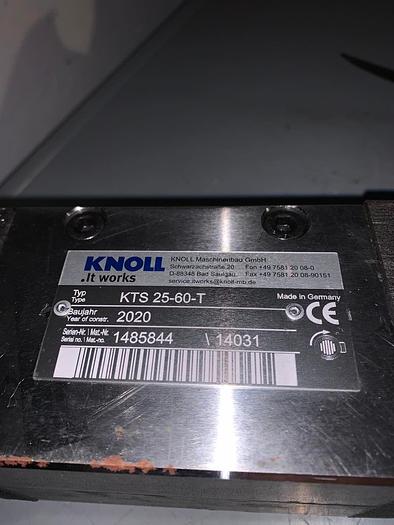 KNOLL
.It works
KNOLL Maschinenbau GmbH
Schwarzachstraße 20 Fon +49 7581 20 08-0
D-88348 Bad Saulgau Fax +49 7581 20 08-90151
service.itworks@knoll-mb.de
Typ
Type KTS 25-60-T Made in Germany
Baujahr
Year of constr. 2020 CE
Serien-Nr. \ Mat.-Nr.
Serial no. \ Mat.-no. 1485844 \ 14031